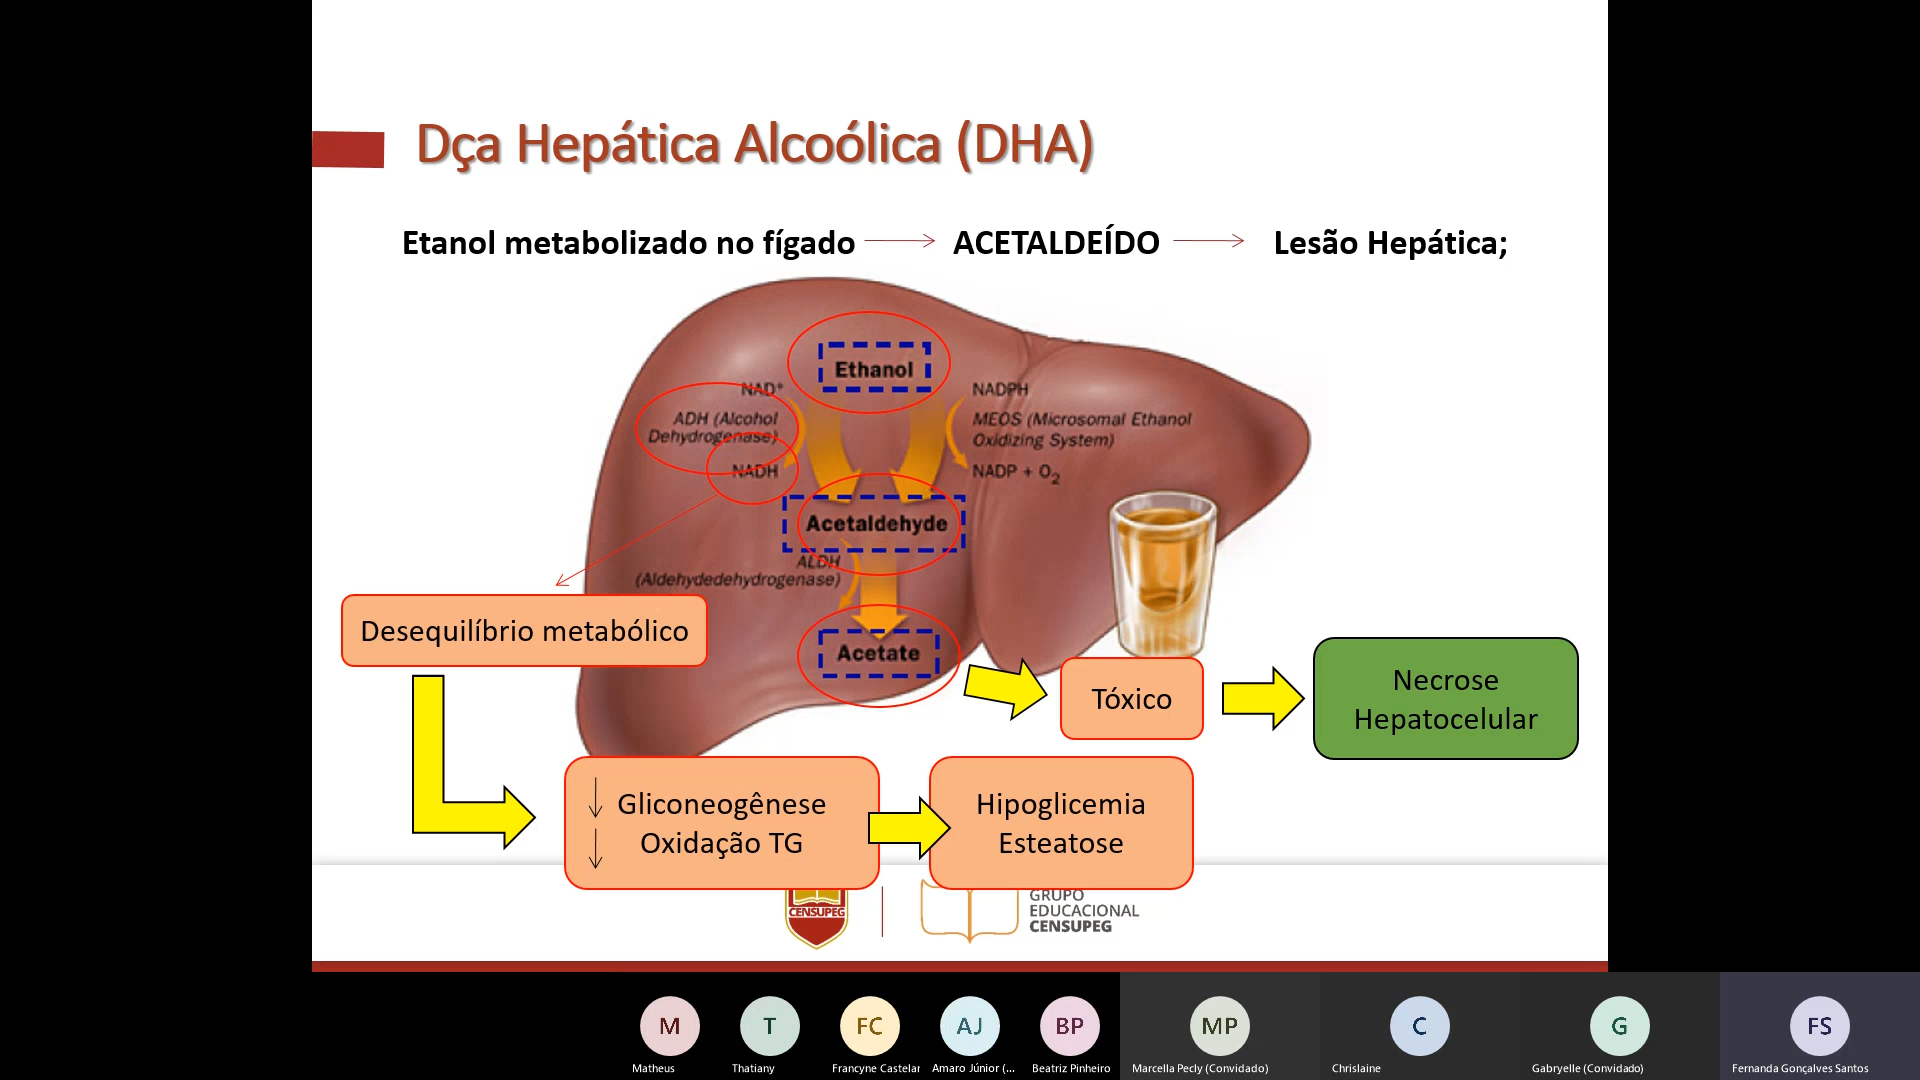 Dça Hepática Alcoólica (DHA)
Etanol metabolizado no fígado
ACETALDEÍDO
Lesão Hepática;
Ethanol
NAD+
ADH (Alcohol
Dehydrogenase)
NADH
NADPH
MEOS (Microsomal Ethanol
Oxidizing System)
NADP + O2
Acetaldehyde
ALDH
(Aldehydedehydrogenase)
Acetate
Desequilíbrio metabólico
Tóxico
Necrose
Hepatocelular
Gliconeogênese
Oxidação TG
Hipoglicemia
Esteatose
CENSUPEG
GRUPO
EDUCACIONAL
CENSUPEG
M
T
FC
AJ
BP
MP
C
G
FS
Matheus
Thatiany
Francyne Castelar
Amaro Júnior (...
Beatriz Pinheiro
Marcella Pecly (Convidado)
Chrislaine
Gabryelle (Convidado)
Fernanda Gonçalves Santos